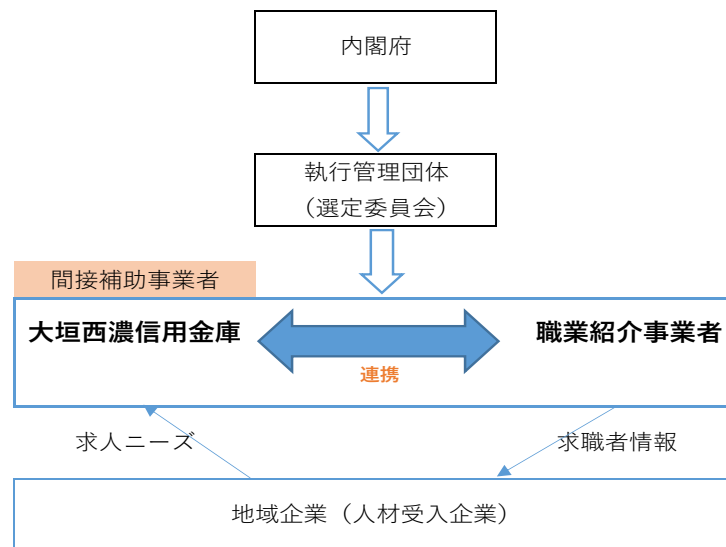 内閣府
執行管理団体
（選定委員会）
間接補助事業者
大垣西濃信用金庫
職業紹介事業者
連携
求人ニーズ
求職者情報
地域企業（人材受入企業）